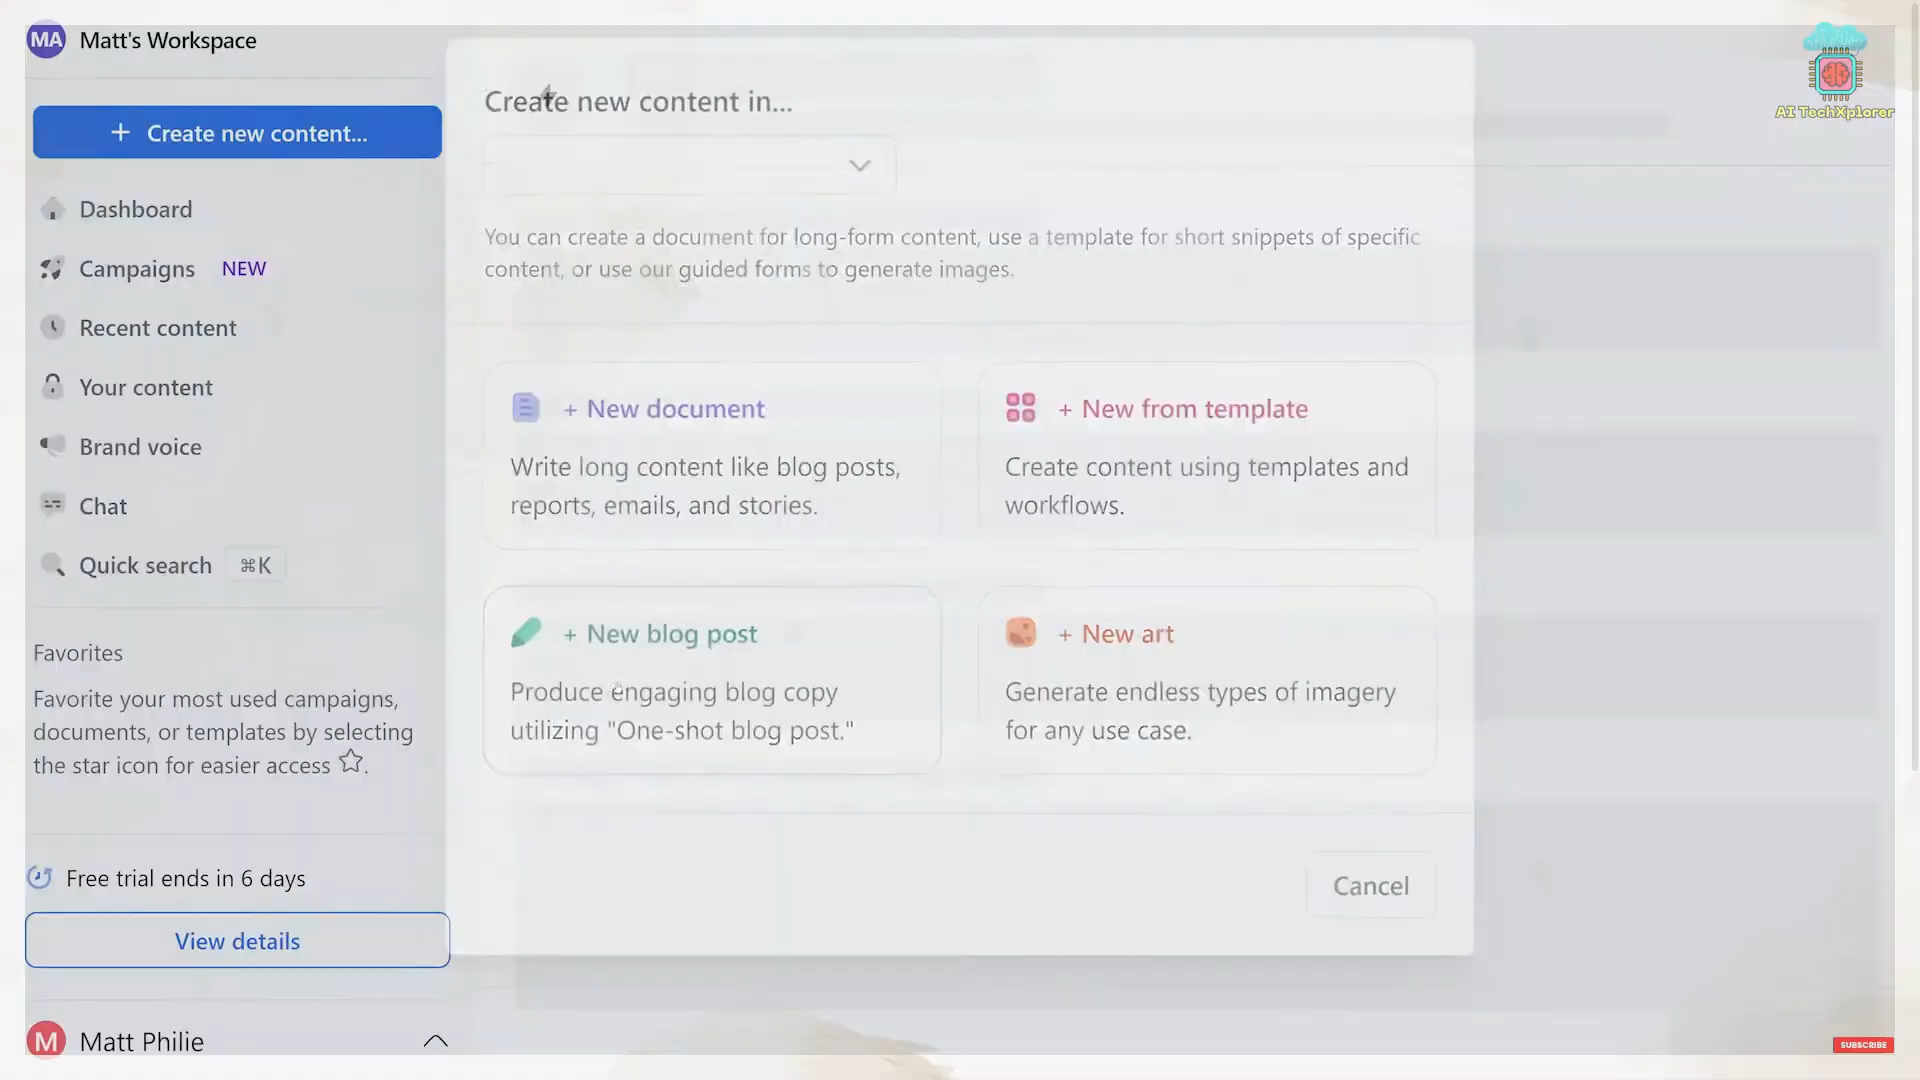 MA Matt's Workspace
+ Create new content...
Dashboard
Campaigns NEW
Recent content
Your content
Brand voice
Chat
Quick search ⌘K
Favorites
Favorite your most used campaigns,
documents, or templates by selecting
the star icon for easier access ☆.
Free trial ends in 6 days
View details
M Matt Philie
Create new content in...
You can create a document for long-form content, use a template for short snippets of specific
content, or use our guided forms to generate images.
+ New document
Write long content like blog posts,
reports, emails, and stories.
+ New from template
Create content using templates and
workflows.
+ New blog post
Produce engaging blog copy
utilizing "One-shot blog post."
+ New art
Generate endless types of imagery
for any use case.
Cancel
AI TechXplorer
SUBSCRIBE